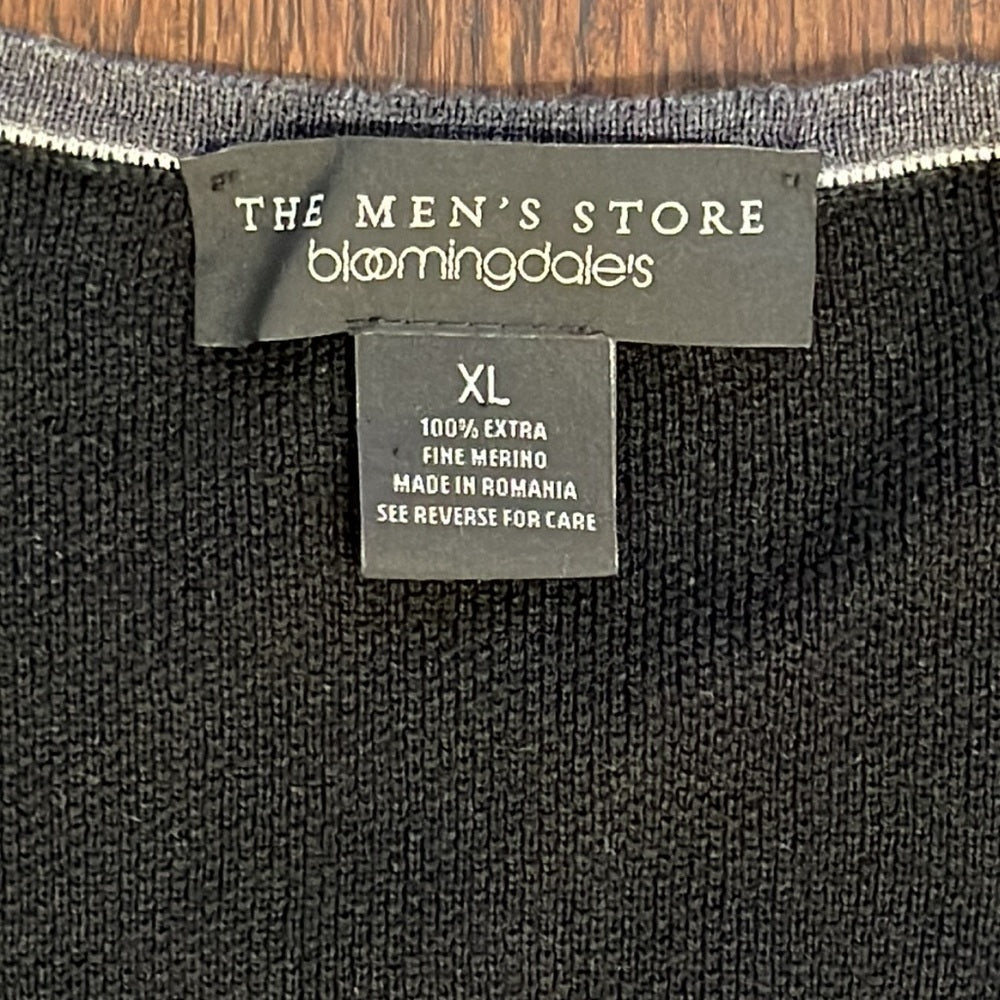 THE MEN'S STORE
bloomingdale's
XL
100% EXTRA
FINE MERINO
MADE IN ROMANIA
SEE REVERSE FOR CARE